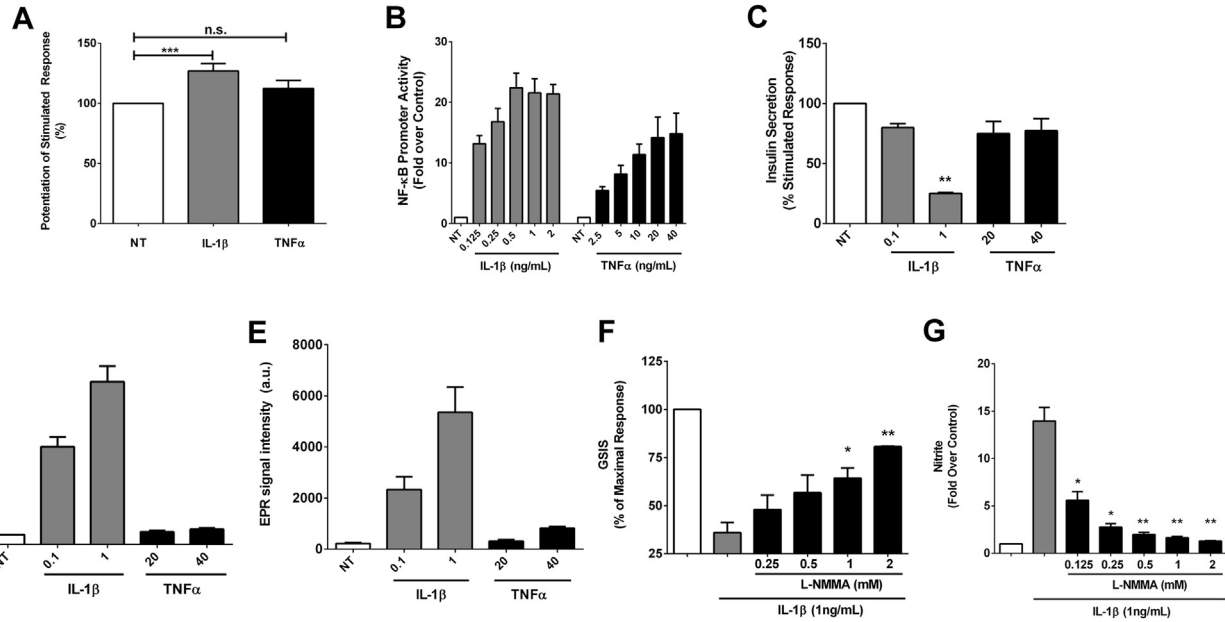 A
Potentiation of Stimulated Response
(%)
150
100
50
0
n.s.
***
NT
IL-1β
TNFα
B
NF-κB Promoter Activity
(Fold over Control)
30
20
10
0
NT
0.125
0.25
0.5
1
2
NT
2.5
5
10
20
40
IL-1β (ng/mL)
TNFα (ng/mL)
C
Insulin Secretion
(% Stimulated Response)
150
100
50
0
**
NT
0.1
1
20
40
IL-1β
TNFα
NT
0.1
1
20
40
IL-1β
TNFα
E
EPR signal intensity (a.u.)
8000
6000
4000
2000
0
NT
0.1
1
20
40
IL-1β
TNFα
F
GSIS
(% of Maximal Response)
125
100
75
50
25
*
**
0.25
0.5
1
2
L-NMMA (mM)
IL-1β (1ng/mL)
G
Nitrite
(Fold Over Control)
20
15
10
5
0
*
*
**
**
**
0.125
0.25
0.5
1
2
L-NMMA (mM)
IL-1β (1ng/mL)